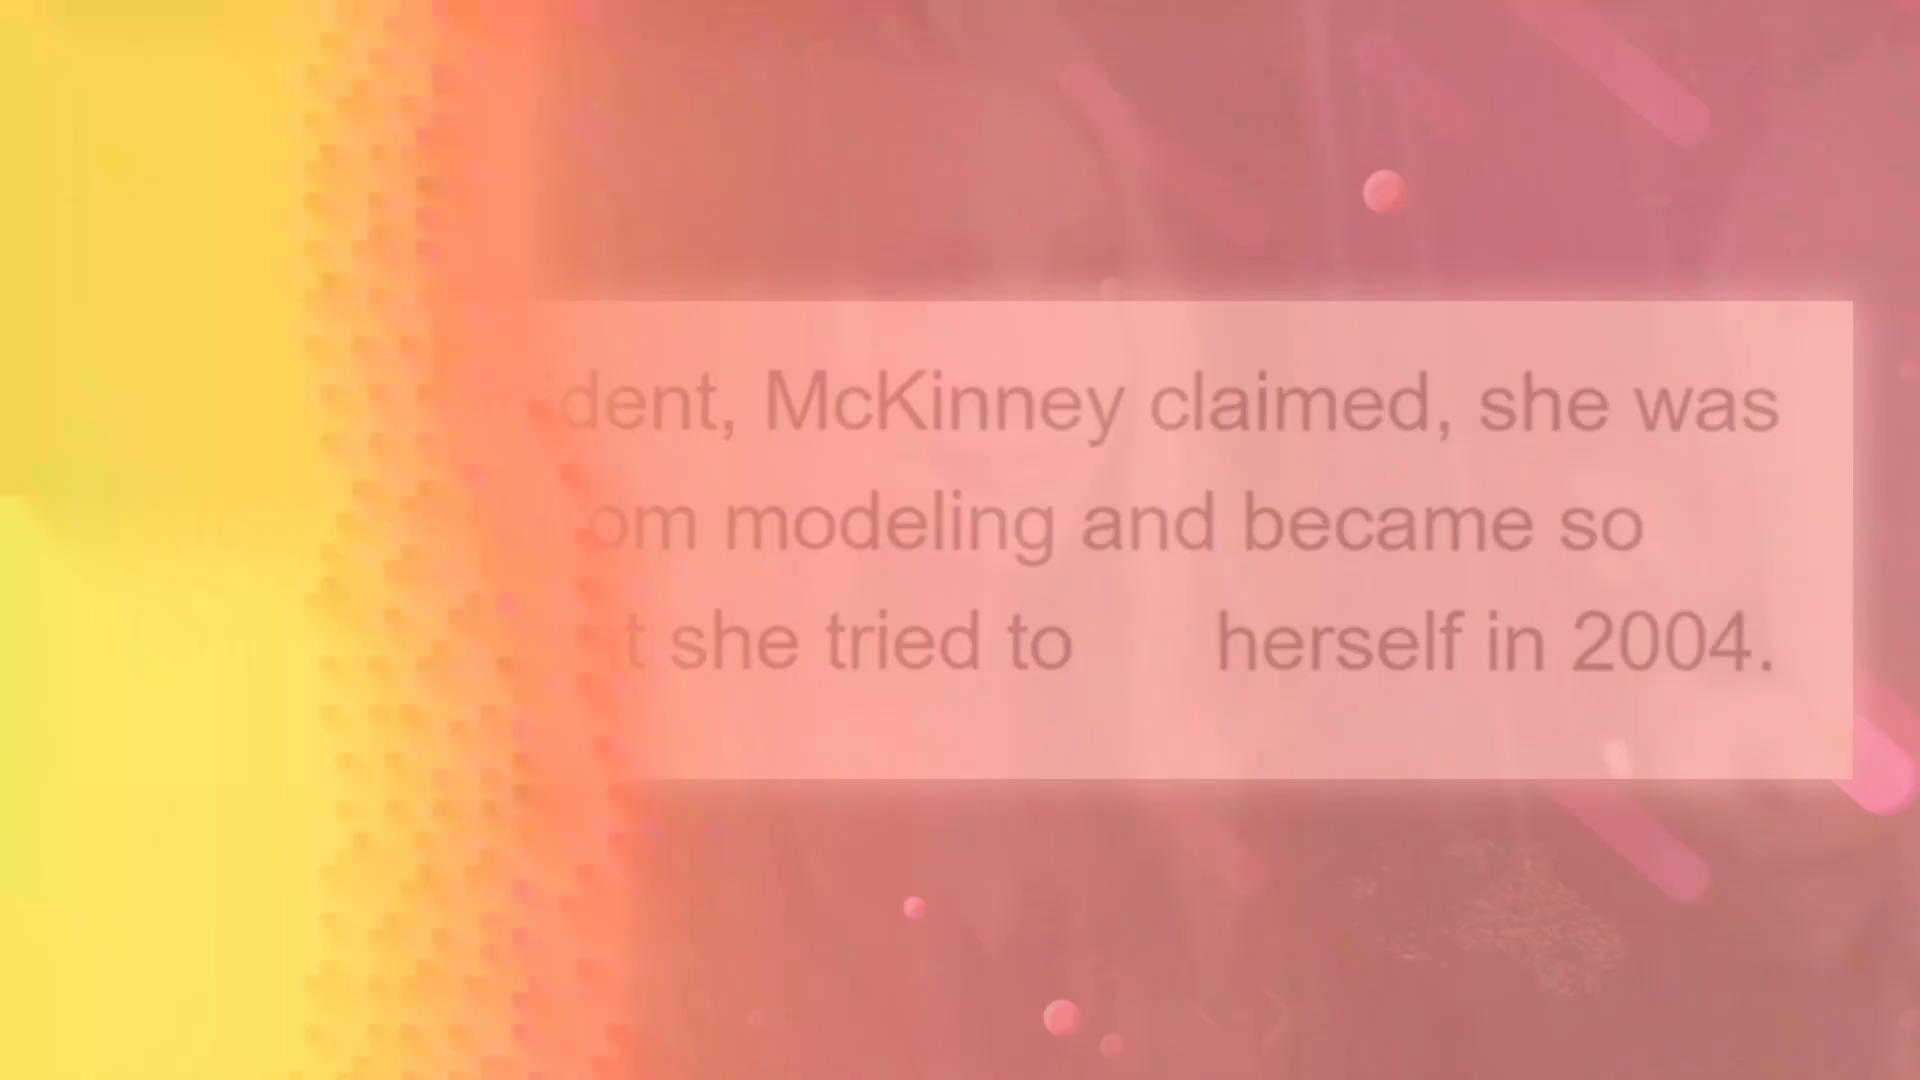 dent, McKinney claimed, she was
om modeling and became so
t she tried to herself in 2004.